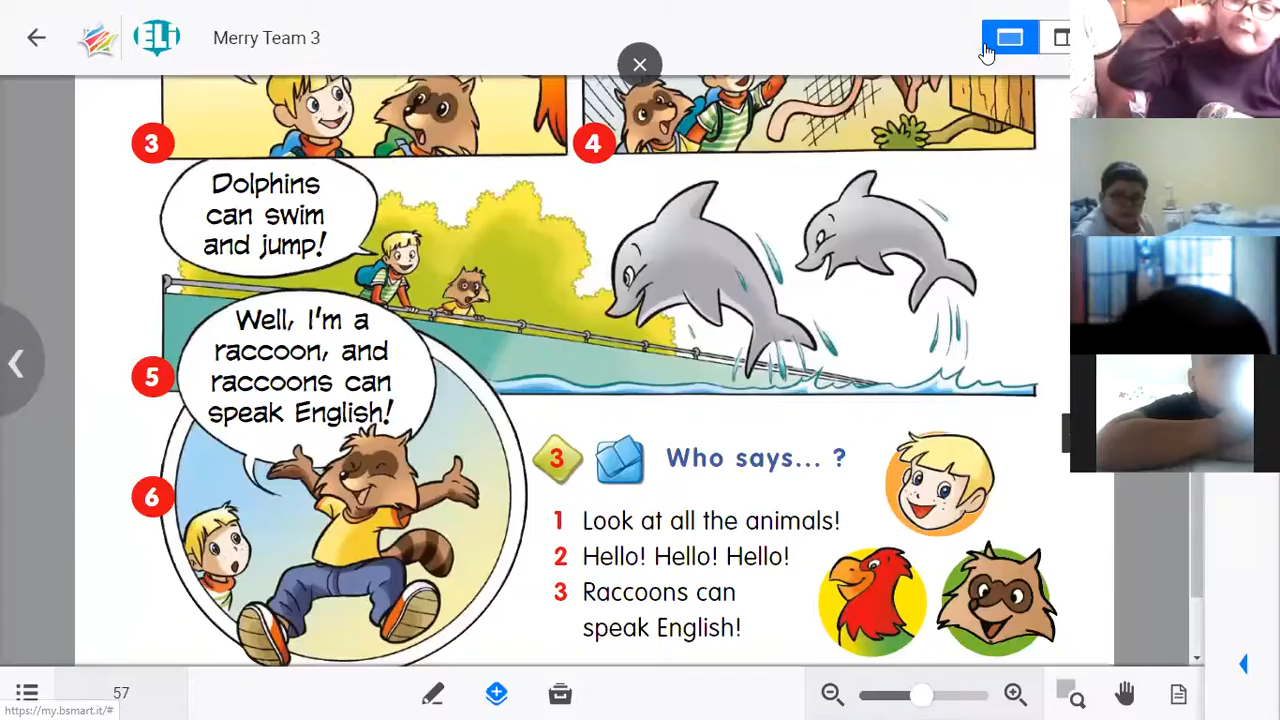 ELi
Merry Team 3
3
4
Dolphins
can swim
and jump!
5
Well, I'm a
raccoon, and
raccoons can
speak English!
6
3 Who says... ?
1 Look at all the animals!
2 Hello! Hello! Hello!
3 Raccoons can
speak English!
57
https://my.bsmart.it/#